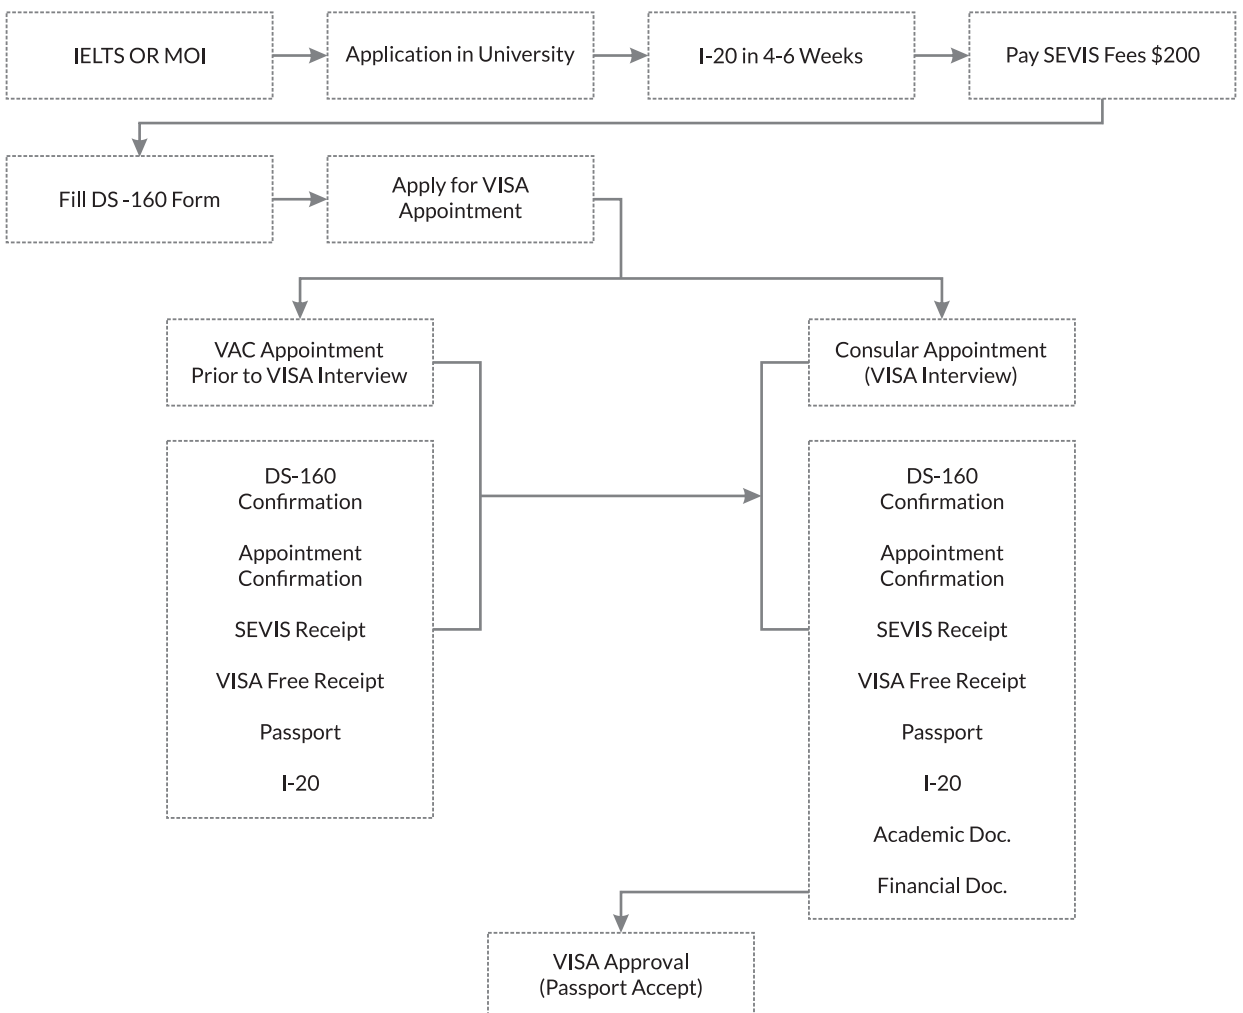 IELTS OR MOI
Application in University
I-20 in 4-6 Weeks
Pay SEVIS Fees $200
Fill DS -160 Form
Apply for VISA
Appointment
VAC Appointment
Prior to VISA Interview
Consular Appointment
(VISA Interview)
DS-160
Confirmation
Appointment
Confirmation
SEVIS Receipt
VISA Free Receipt
Passport
I-20
DS-160
Confirmation
Appointment
Confirmation
SEVIS Receipt
VISA Free Receipt
Passport
I-20
Academic Doc.
Financial Doc.
VISA Approval
(Passport Accept)